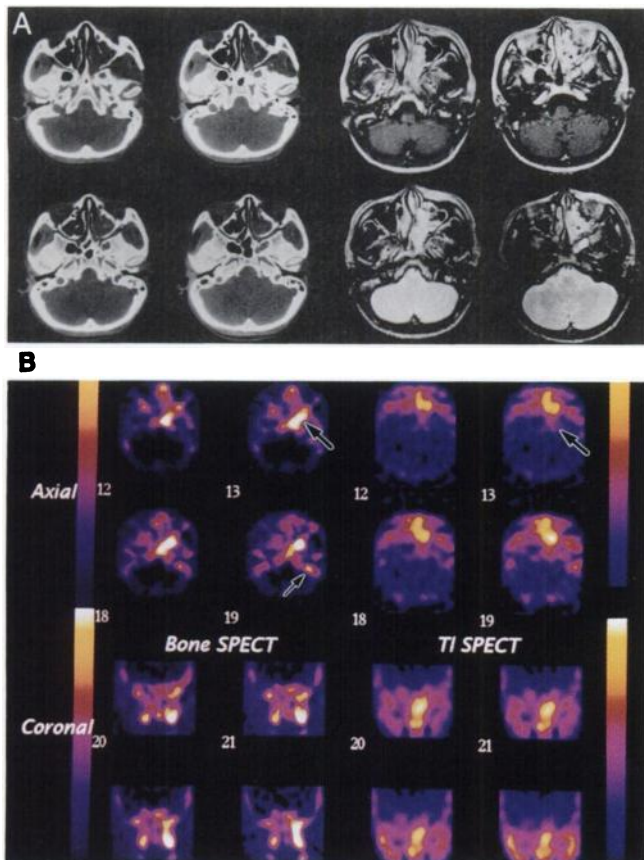 A
B
Axial
12 13 12 13
18 19 18 19
Bone SPECT Tl SPECT
Coronal
20 21 20 21